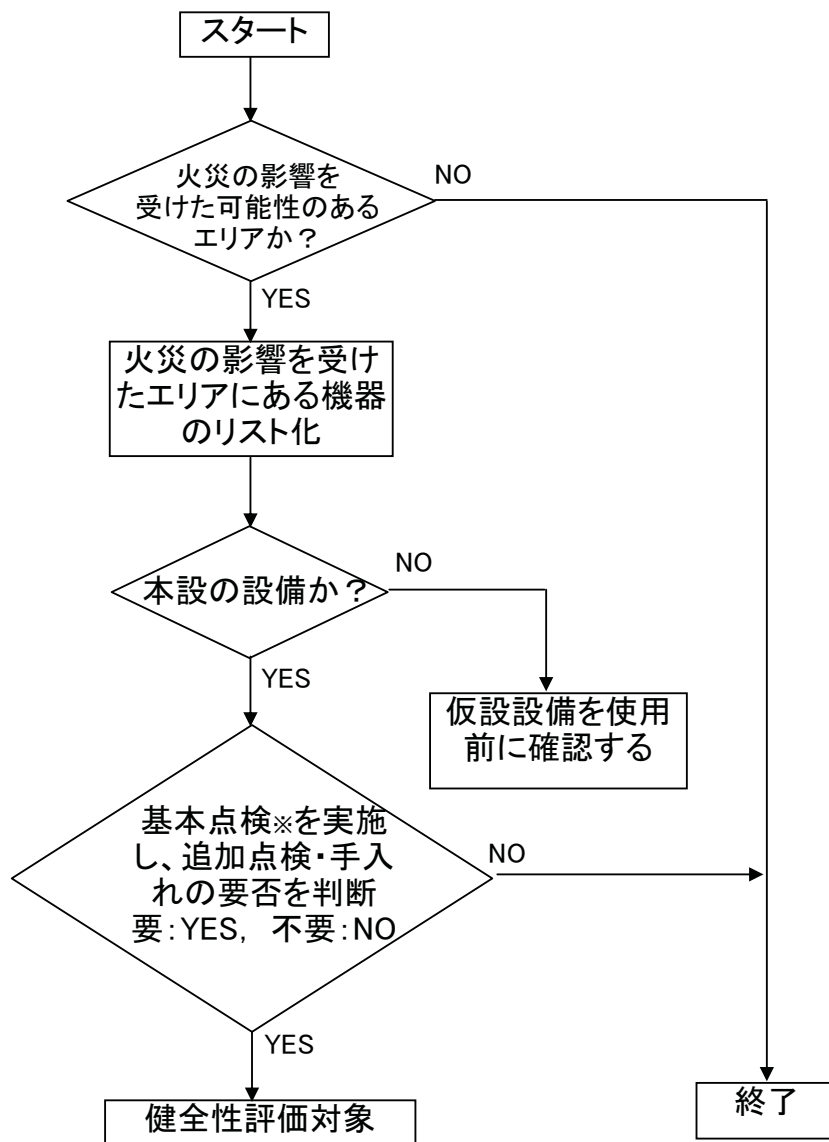 スタート
火災の影響を
受けた可能性のある
エリアか？
NO
YES
火災の影響を受け
たエリアにある機器
のリスト化
本設の設備か？
NO
YES
仮設設備を使用
前に確認する
基本点検※を実施
し、追加点検・手入
れの要否を判断
要：YES， 不要：NO
NO
YES
健全性評価対象
終了